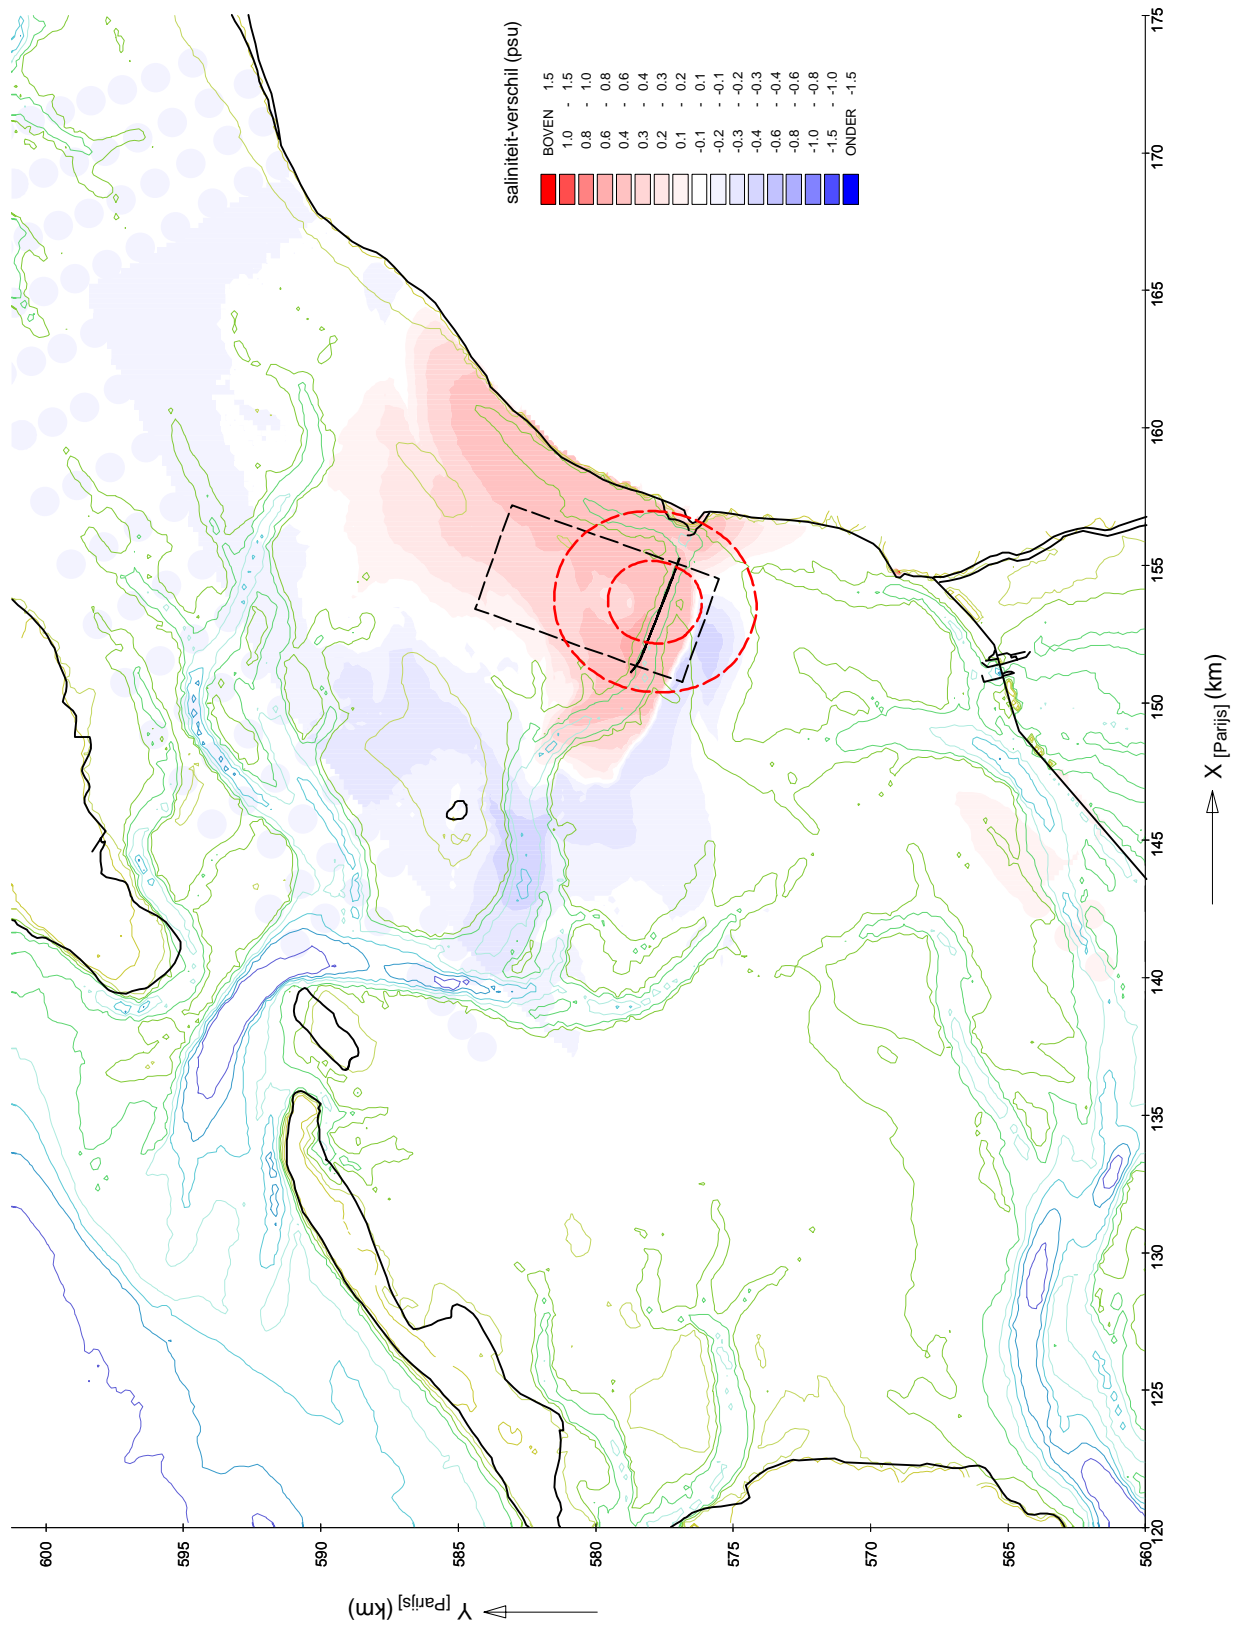 saliniteit-verschil (psu)
BOVEN 1.5
1.0 - 1.5
0.8 - 1.0
0.6 - 0.8
0.4 - 0.6
0.3 - 0.4
0.2 - 0.3
0.1 - 0.2
-0.1 - 0.1
-0.2 - -0.1
-0.3 - -0.2
-0.4 - -0.3
-0.6 - -0.4
-0.8 - -0.6
-1.0 - -0.8
-1.5 - -1.0
ONDER -1.5
600
595
590
585
580
575
570
565
560
Y [Parijs] (km)
120
125
130
135
140
145
150
155
160
165
170
175
X [Parijs] (km)